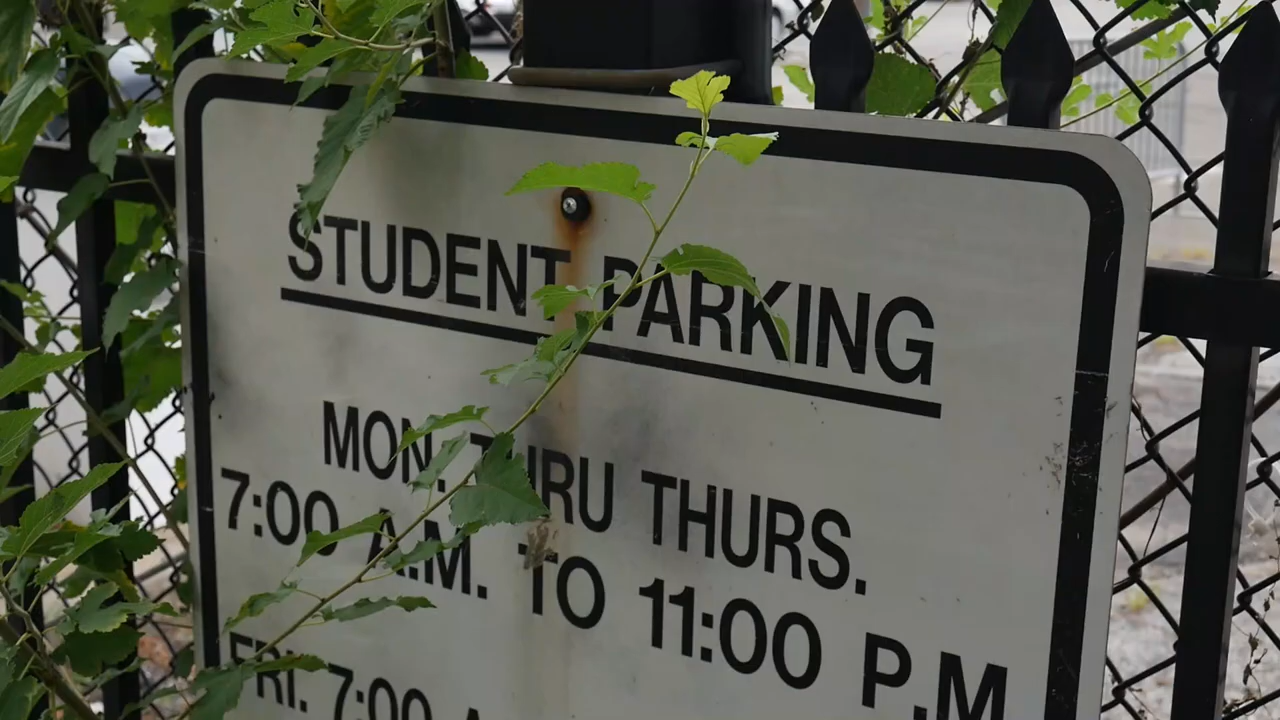 STUDENT PARKING
MON. THRU THURS.
7:00 A.M. TO 11:00 P.M
FRI. 7:00 A